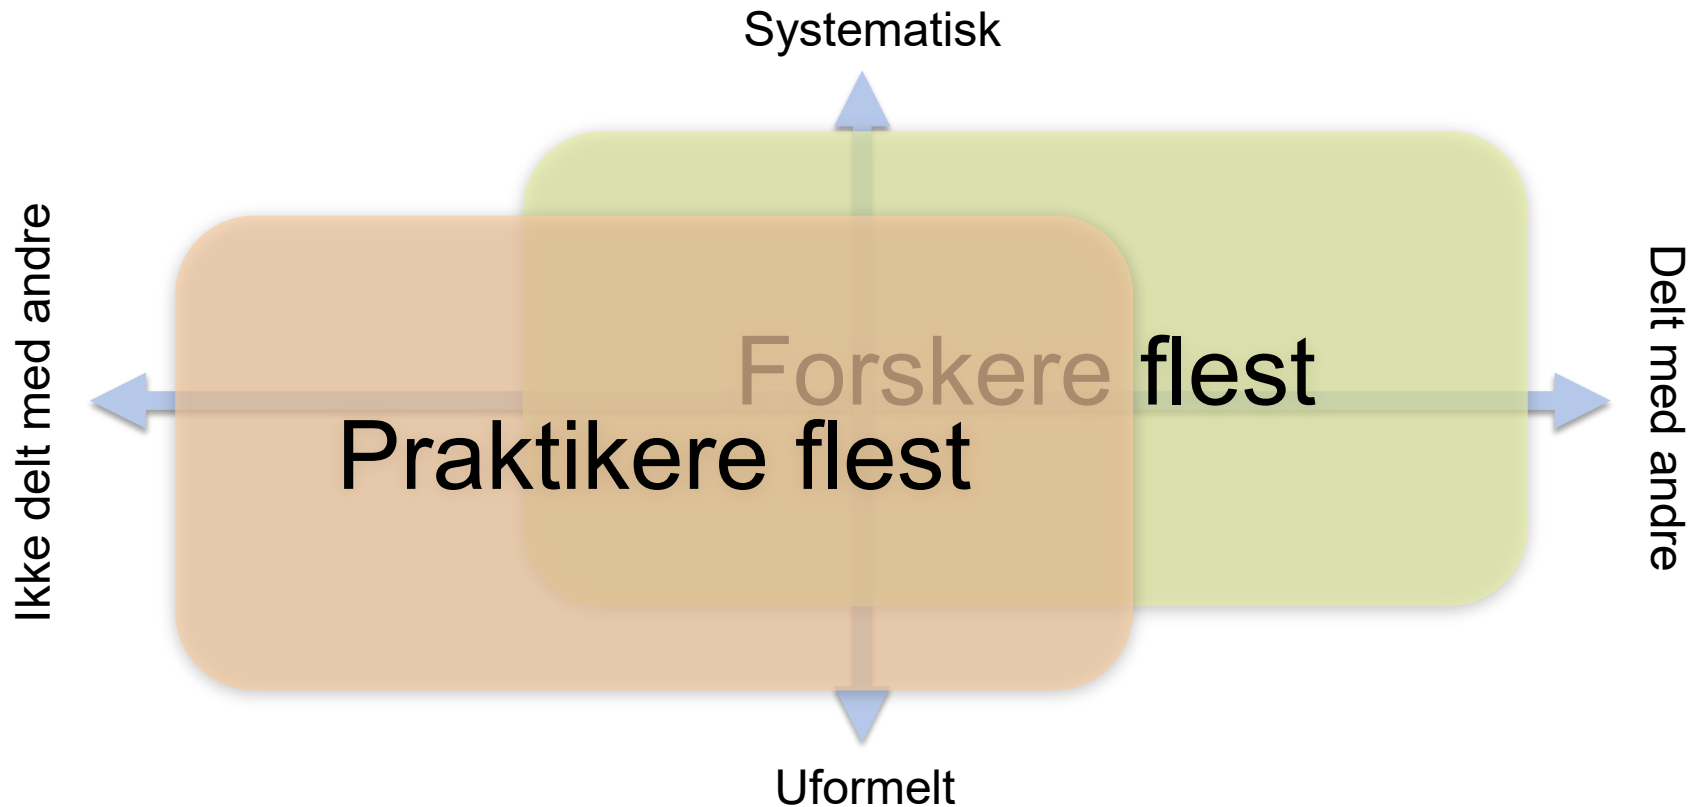 Systematisk
Ikke delt med andre
Forskere flest
Praktikere flest
Delt med andre
Uformelt